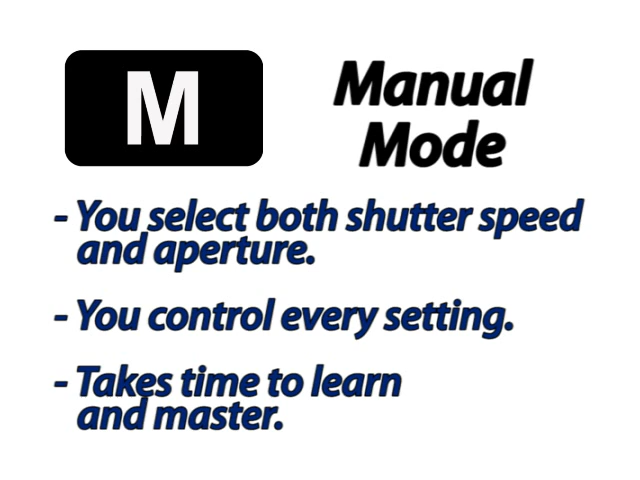 M
Manual
Mode
- You select both shutter speed
and aperture.
- You control every setting.
- Takes time to learn
and master.